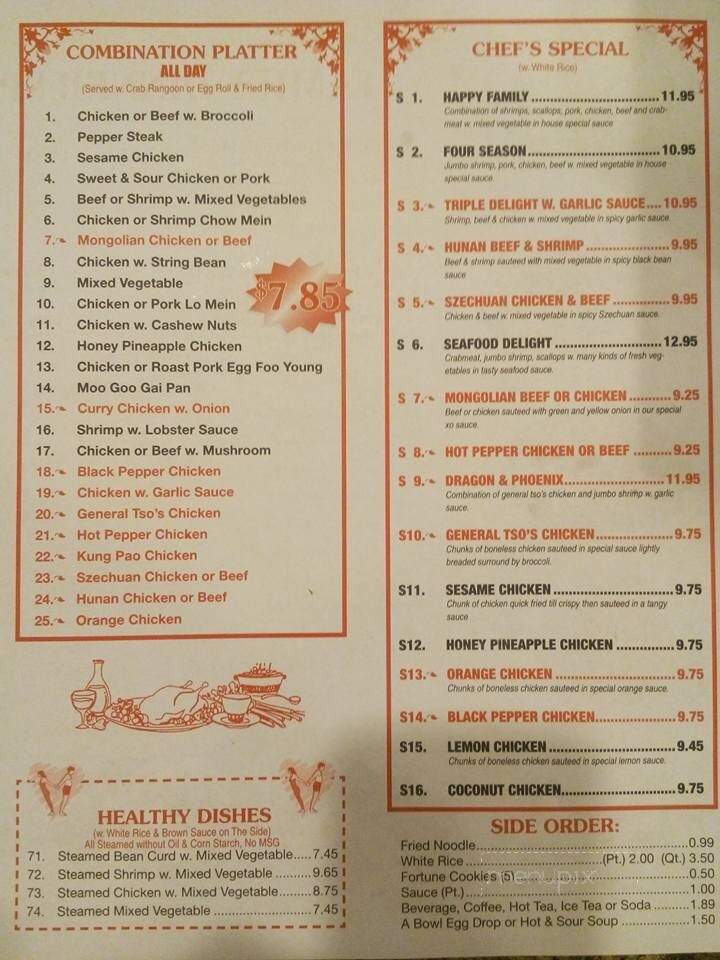 COMBINATION PLATTER
ALL DAY
(Served w. Crab Rangoon or Egg Roll & Fried Rice)
1. Chicken or Beef w. Broccoli
2. Pepper Steak
3. Sesame Chicken
4. Sweet & Sour Chicken or Pork
5. Beef or Shrimp w. Mixed Vegetables
6. Chicken or Shrimp Chow Mein
7. Mongolian Chicken or Beef
8. Chicken w. String Bean
9. Mixed Vegetable
10. Chicken or Pork Lo Mein
$7.85
11. Chicken w. Cashew Nuts
12. Honey Pineapple Chicken
13. Chicken or Roast Pork Egg Foo Young
14. Moo Goo Gai Pan
15. Curry Chicken w. Onion
16. Shrimp w. Lobster Sauce
17. Chicken or Beef w. Mushroom
18. Black Pepper Chicken
19. Chicken w. Garlic Sauce
20. General Tso's Chicken
21. Hot Pepper Chicken
22. Kung Pao Chicken
23. Szechuan Chicken or Beef
24. Hunan Chicken or Beef
25. Orange Chicken
HEALTHY DISHES
(w. White Rice & Brown Sauce on The Side)
All Steamed without Oil & Corn Starch, No MSG
71. Steamed Bean Curd w. Mixed Vegetable.....7.45
72. Steamed Shrimp w. Mixed Vegetable .........9.65
73. Steamed Chicken w. Mixed Vegetable........8.75
74. Steamed Mixed Vegetable ........................7.45
CHEF'S SPECIAL
(w. White Rice)
S 1. HAPPY FAMILY................................11.95
Combination of shrimps, scallops, pork, chicken, beef and crab-
meat w. mixed vegetable in house special sauce
S 2. FOUR SEASON................................10.95
Jumbo shrimp, pork, chicken, beef w. mixed vegetable in house
special sauce.
S 3. TRIPLE DELIGHT W. GARLIC SAUCE....10.95
Shrimp, beef & chicken w. mixed vegetable in spicy garlic sauce.
S 4. HUNAN BEEF & SHRIMP....................9.95
Beef & shrimp sauteed with mixed vegetable in spicy black bean
sauce
S 5. SZECHUAN CHICKEN & BEEF..............9.95
Chicken & beef w. mixed vegetable in spicy Szechuan sauce.
S 6. SEAFOOD DELIGHT..........................12.95
Crabmeat, jumbo shrimp, scallops w. many kinds of fresh veg-
etables in tasty seafood sauce.
S 7. MONGOLIAN BEEF OR CHICKEN..........9.25
Beef or chicken sauteed with green and yellow onion in our special
xo sauce.
S 8. HOT PEPPER CHICKEN OR BEEF.........9.25
S 9. DRAGON & PHOENIX........................11.95
Combination of general tso's chicken and jumbo shrimp w. garlic
sauce.
S10. GENERAL TSO'S CHICKEN..................9.75
Chunks of boneless chicken sauteed in special sauce lightly
breaded surround by broccoli.
S11. SESAME CHICKEN............................9.75
Chunk of chicken quick fried till crispy then sauteed in a tangy
sauce
S12. HONEY PINEAPPLE CHICKEN..............9.75
S13. ORANGE CHICKEN............................9.75
Chunks of boneless chicken sauteed in special orange sauce.
S14. BLACK PEPPER CHICKEN...................9.75
S15. LEMON CHICKEN..............................9.45
Chunks of boneless chicken sauteed in special lemon sauce.
S16. COCONUT CHICKEN..........................9.75
SIDE ORDER:
Fried Noodle................................................0.99
White Rice..............................(Pt.) 2.00 (Qt.) 3.50
Fortune Cookies (5)......................................0.50
Sauce (Pt.)..................................................1.00
Beverage, Coffee, Hot Tea, Ice Tea or Soda........1.89
A Bowl Egg Drop or Hot & Sour Soup...............1.50
menupix